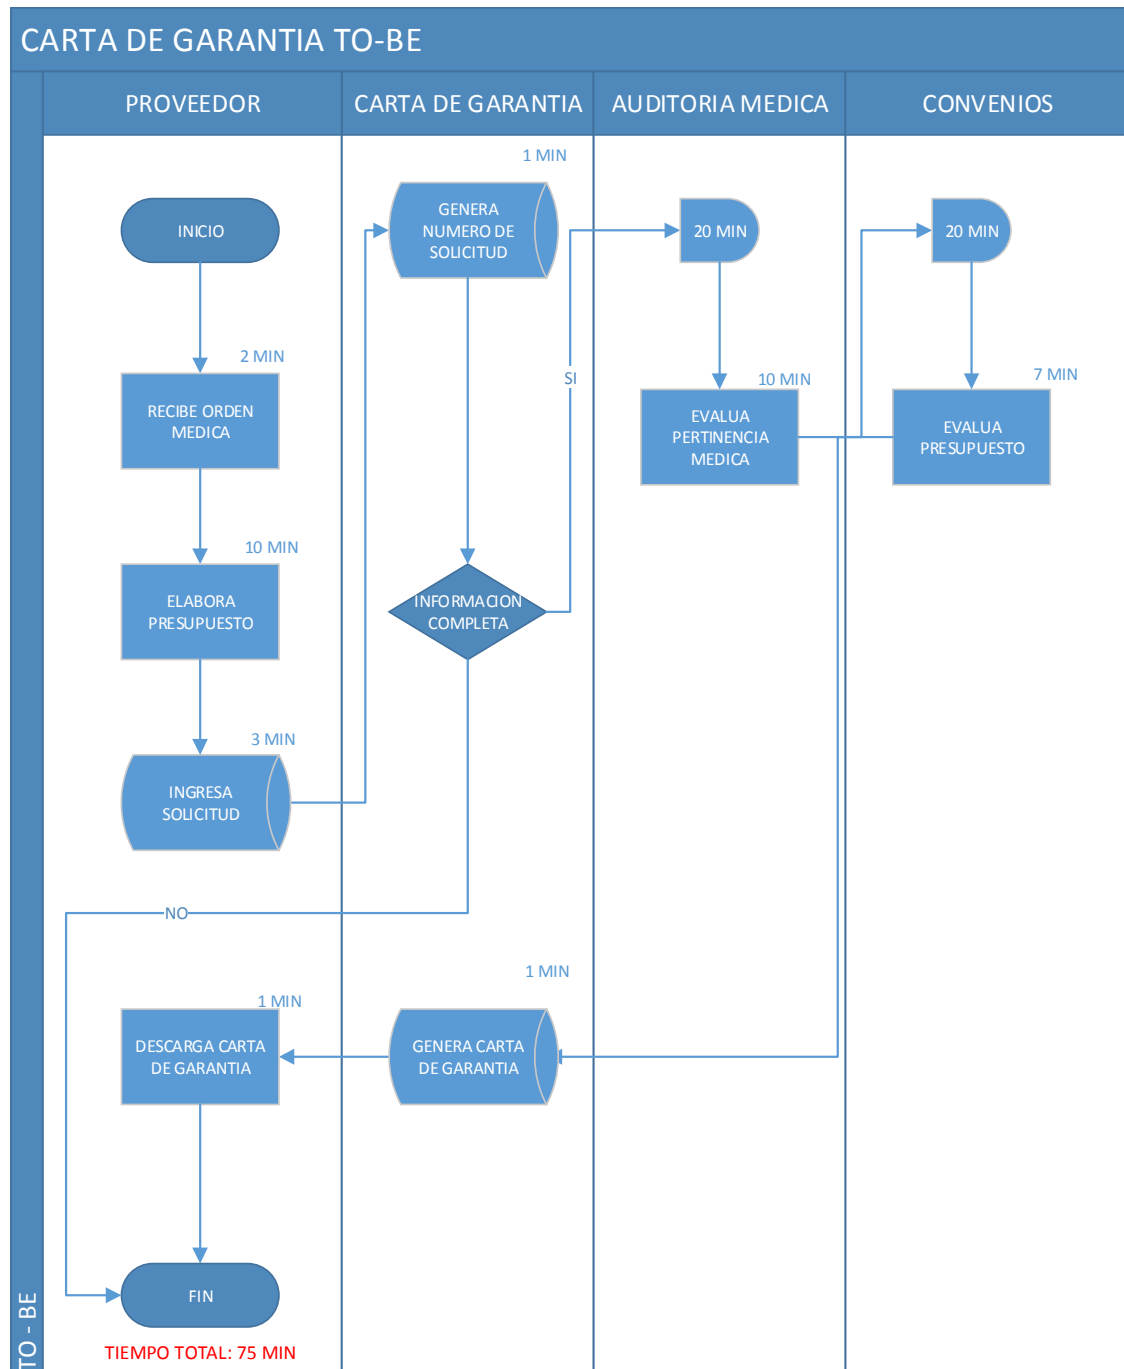 CARTA DE GARANTIA TO-BE
PROVEEDOR
CARTA DE GARANTIA
AUDITORIA MEDICA
CONVENIOS
1 MIN
INICIO
GENERA
NUMERO DE
SOLICITUD
20 MIN
20 MIN
2 MIN
RECIBE ORDEN
MEDICA
SI
10 MIN
EVALUA
PERTINENCIA
MEDICA
7 MIN
EVALUA
PRESUPUESTO
10 MIN
ELABORA
PRESUPUESTO
INFORMACION
COMPLETA
3 MIN
INGRESA
SOLICITUD
NO
1 MIN
1 MIN
DESCARGA CARTA
DE GARANTIA
GENERA CARTA
DE GARANTIA
FIN
TIEMPO TOTAL: 75 MIN
TO - BE